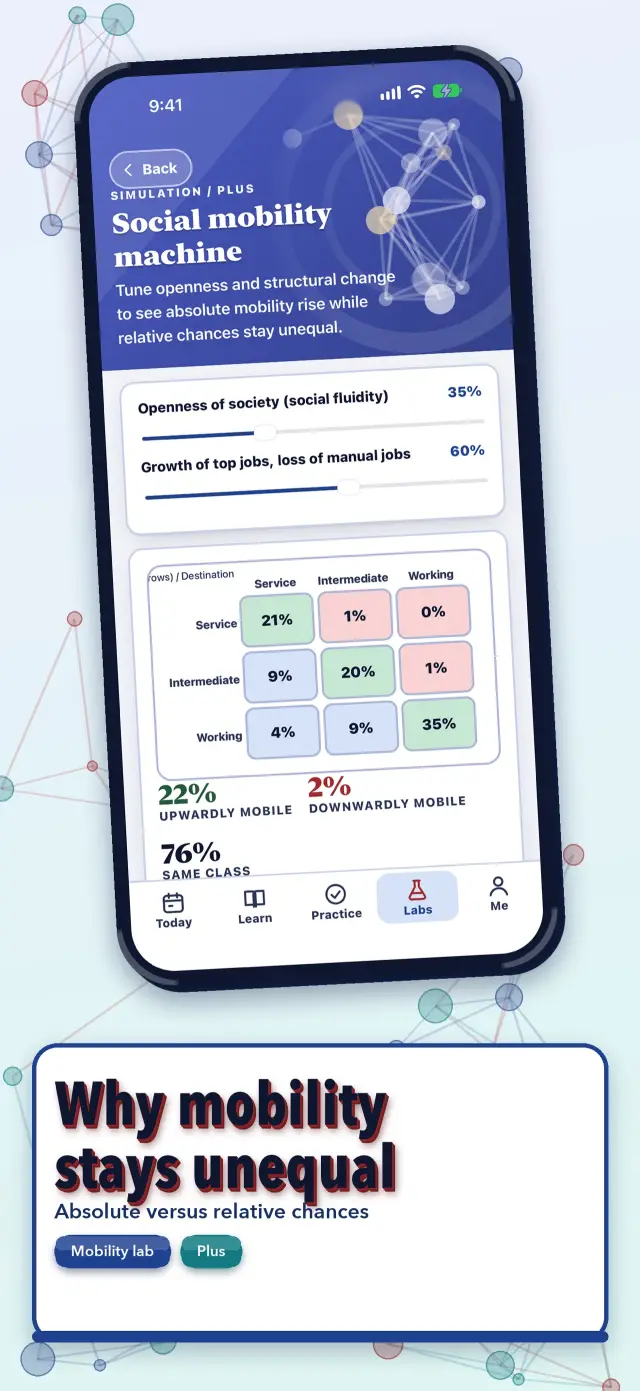 9:41
Back
SIMULATION / PLUS
Social mobility
machine
Tune openness and structural change
to see absolute mobility rise while
relative chances stay unequal.
Openness of society (social fluidity) 35%
Growth of top jobs, loss of manual jobs 60%
rows) / Destination Service Intermediate Working
Service 21% 1% 0%
Intermediate 9% 20% 1%
Working 4% 9% 35%
22% 2%
UPWARDLY MOBILE DOWNWARDLY MOBILE
76%
SAME CLASS
Today Learn Practice Labs Me
Why mobility
stays unequal
Absolute versus relative chances
Mobility lab Plus